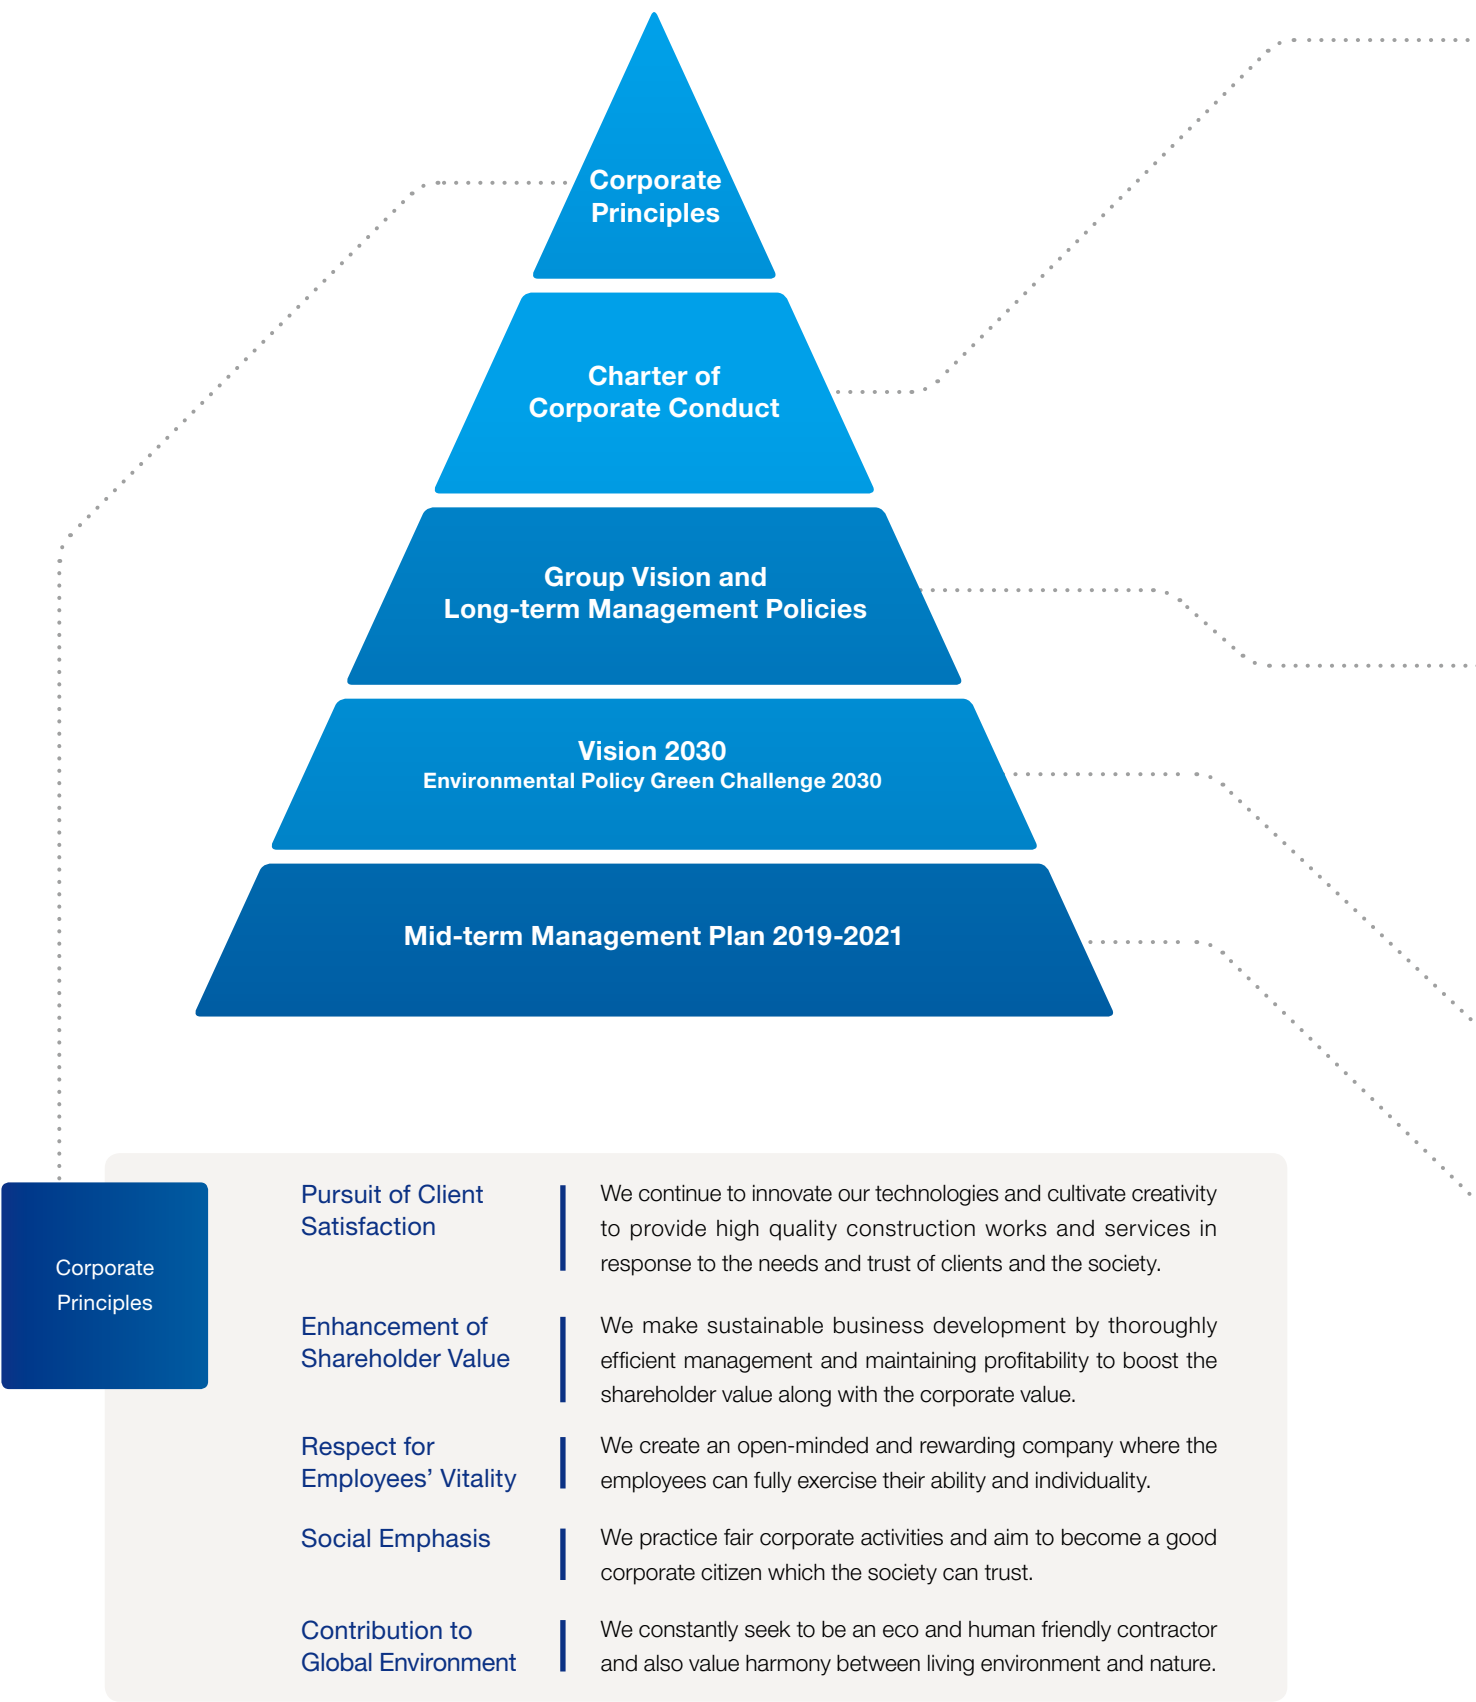 Corporate
Principles
Charter of
Corporate Conduct
Group Vision and
Long-term Management Policies
Vision 2030
Environmental Policy Green Challenge 2030
Mid-term Management Plan 2019-2021
Corporate
Principles
Pursuit of Client
Satisfaction
We continue to innovate our technologies and cultivate creativity
to provide high quality construction works and services in
response to the needs and trust of clients and the society.
Enhancement of
Shareholder Value
We make sustainable business development by thoroughly
efficient management and maintaining profitability to boost the
shareholder value along with the corporate value.
Respect for
Employees’ Vitality
We create an open-minded and rewarding company where the
employees can fully exercise their ability and individuality.
Social Emphasis
We practice fair corporate activities and aim to become a good
corporate citizen which the society can trust.
Contribution to
Global Environment
We constantly seek to be an eco and human friendly contractor
and also value harmony between living environment and nature.